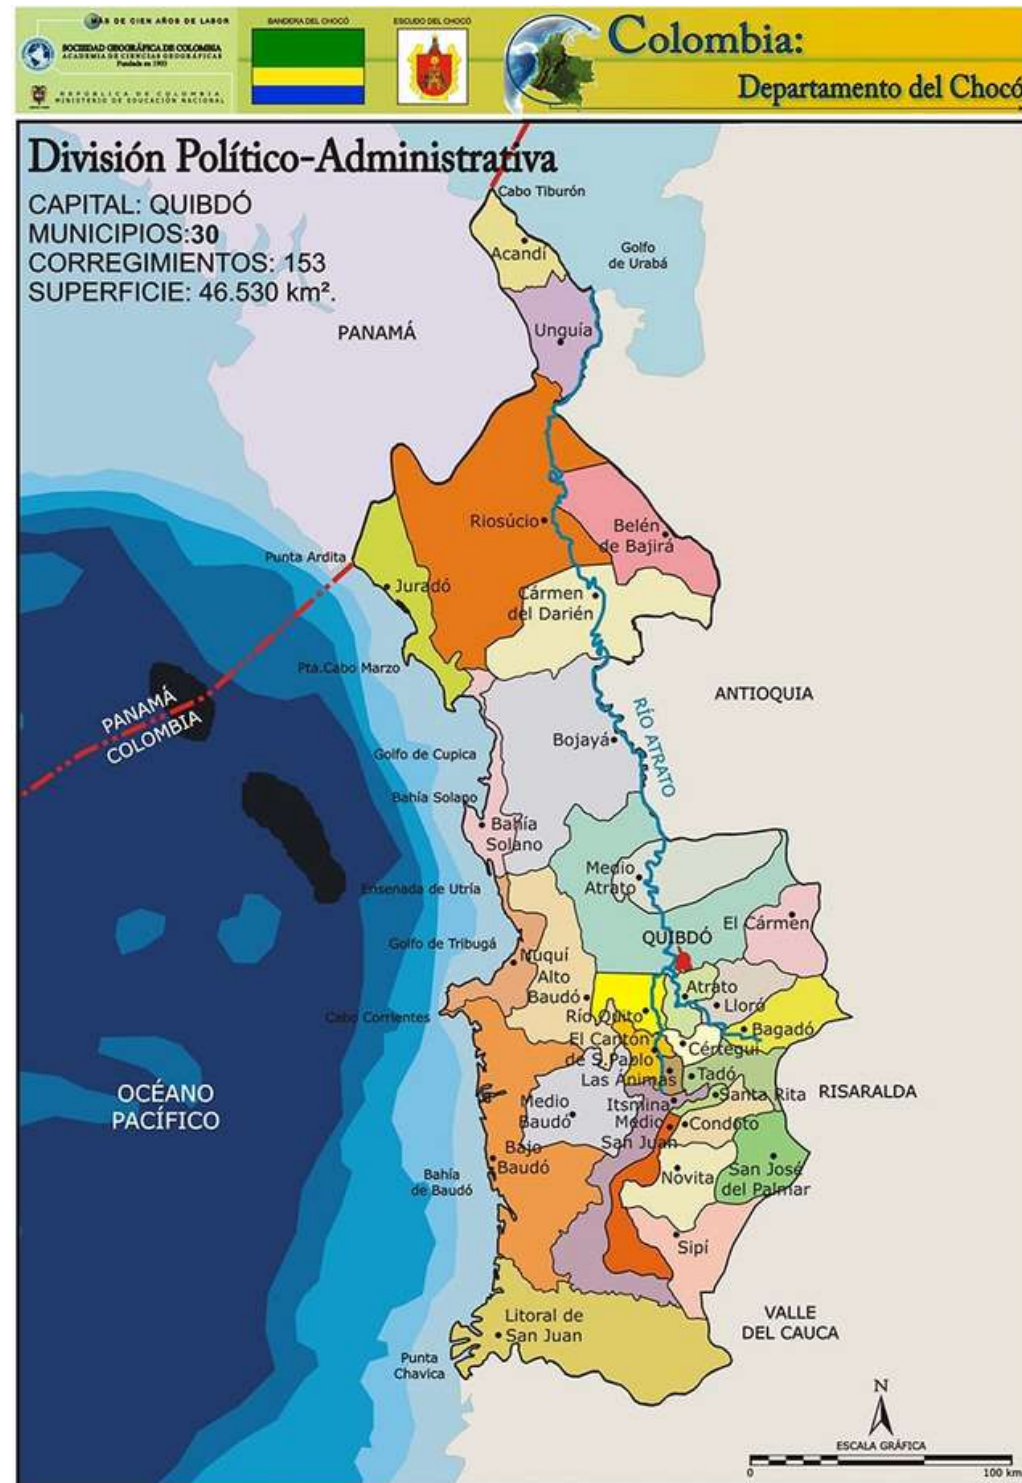 MÁS DE CIEN AÑOS DE LABOR
SOCIEDAD GEOGRÁFICA DE COLOMBIA
ACADEMIA DE CIENCIAS GEOGRÁFICAS
Fundada en 1903
REPÚBLICA DE COLOMBIA
MINISTERIO DE EDUCACIÓN NACIONAL
BANDERA DEL CHOCÓ
ESCUDO DEL CHOCÓ
Colombia:
Departamento del Chocó
División Político-Administrativa
CAPITAL: QUIBDÓ
MUNICIPIOS:30
CORREGIMIENTOS: 153
SUPERFICIE: 46.530 km².
Cabo Tiburón
Acandí
Golfo
de Urabá
PANAMÁ
Unguía
Riosúcio
Belén
de Bajirá
Punta Ardita
Juradó
Cármen
del Darién
Pta.Cabo Marzo
ANTIOQUIA
PANAMÁ
COLOMBIA
RÍO ATRATO
Bojayá
Golfo de Cupica
Bahía Solano
Bahía
Solano
Medio
Atrato
Ensenada de Utría
El Cármen
QUIBDÓ
Golfo de Tribugá
Nuquí
Alto
Baudó
Atrato
Lloró
Cabo Corrientes
Río Quito
Bagadó
El Cantón
de S.Pablo
Cértegui
Las Ánimas
Tadó
Santa Rita
RISARALDA
OCÉANO
PACÍFICO
Medio
Baudó
Itsmina
Medio
San Juan
Condoto
Bajo
Baudó
Bahía
de Baudó
Nóvita
San José
del Palmar
Sipí
Litoral de
San Juan
VALLE
DEL CAUCA
Punta
Chavica
N
ESCALA GRÁFICA
0 100 km